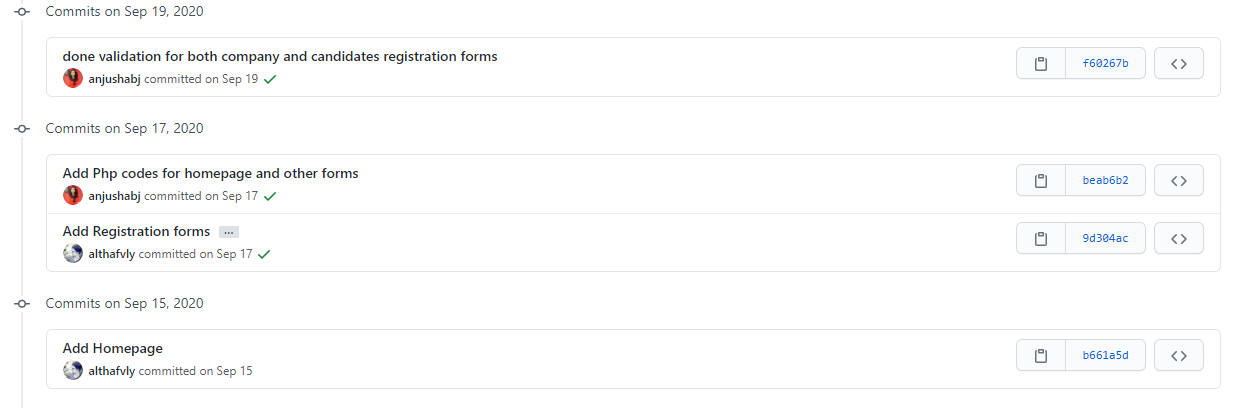 Commits on Sep 19, 2020
done validation for both company and candidates registration forms
f60267b
anjushabj committed on Sep 19
Commits on Sep 17, 2020
Add Php codes for homepage and other forms
beab6b2
anjushabj committed on Sep 17
Add Registration forms ...
9d304ac
althafvly committed on Sep 17
Commits on Sep 15, 2020
Add Homepage
b661a5d
althafvly committed on Sep 15